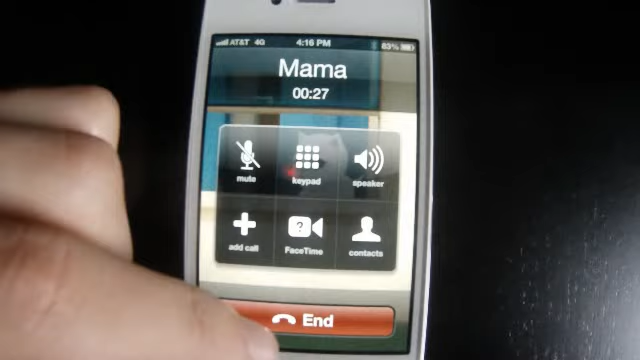 AT&T 4G 4:16 PM 83%
Mama
00:27
mute keypad speaker
?
add call FaceTime contacts
End